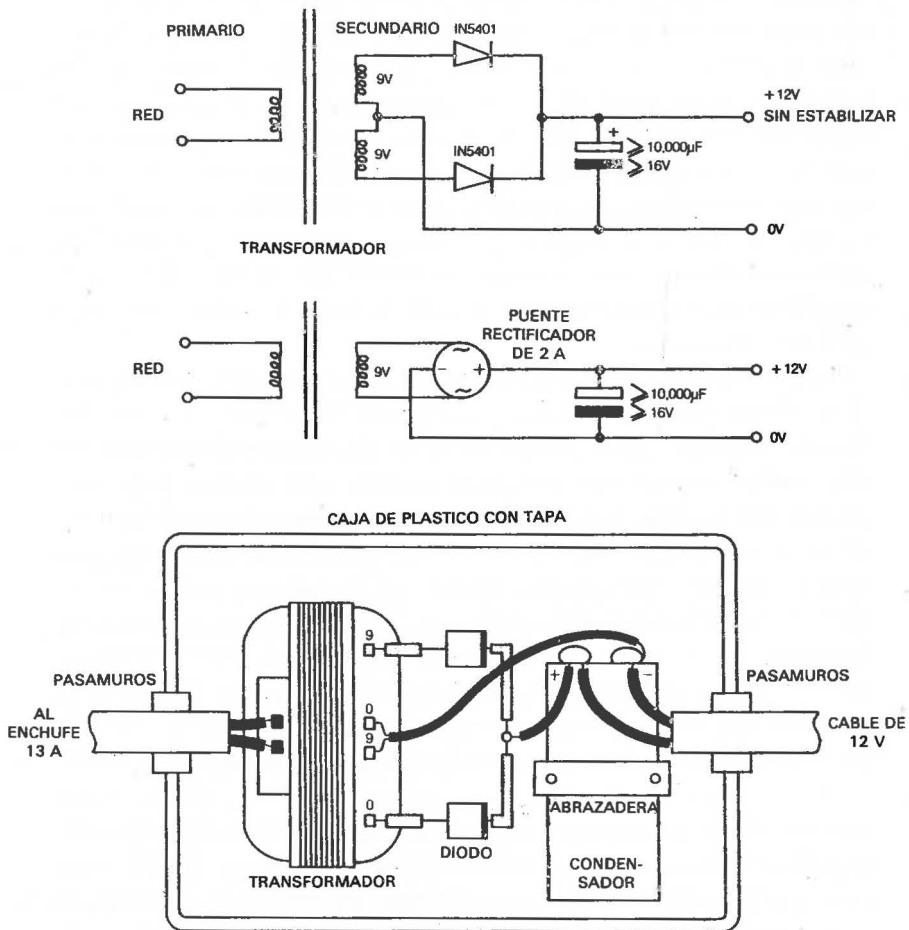 PRIMARIO
SECUNDARIO
IN5401
9V
RED
+12V
SIN ESTABILIZAR
+
≥ 10,000µF
≥ 16V
9V
IN5401
0V
TRANSFORMADOR
PUENTE
RECTIFICADOR
DE 2 A
RED
9V
~
- +
~
+12V
≥ 10,000µF
≥ 16V
0V
CAJA DE PLASTICO CON TAPA
9
PASAMUROS
+ -
PASAMUROS
AL
ENCHUFE
13 A
0
9
CABLE DE
12 V
0
ABRAZADERA
DIODO
CONDEN-
SADOR
TRANSFORMADOR